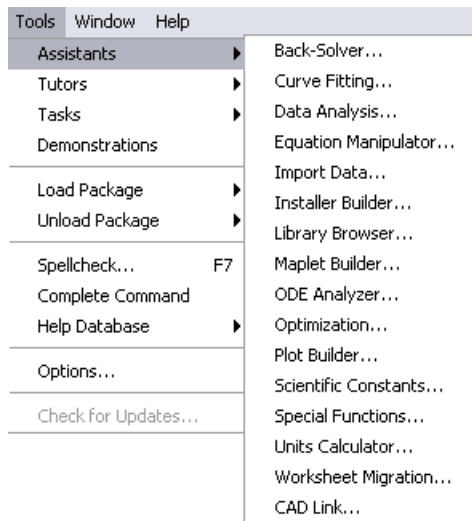 Tools Window Help
Assistants
Tutors
Tasks
Demonstrations
Load Package
Unload Package
Spellcheck... F7
Complete Command
Help Database
Options...
Check for Updates...
Back-Solver...
Curve Fitting...
Data Analysis...
Equation Manipulator...
Import Data...
Installer Builder...
Library Browser...
Maplet Builder...
ODE Analyzer...
Optimization...
Plot Builder...
Scientific Constants...
Special Functions...
Units Calculator...
Worksheet Migration...
CAD Link...